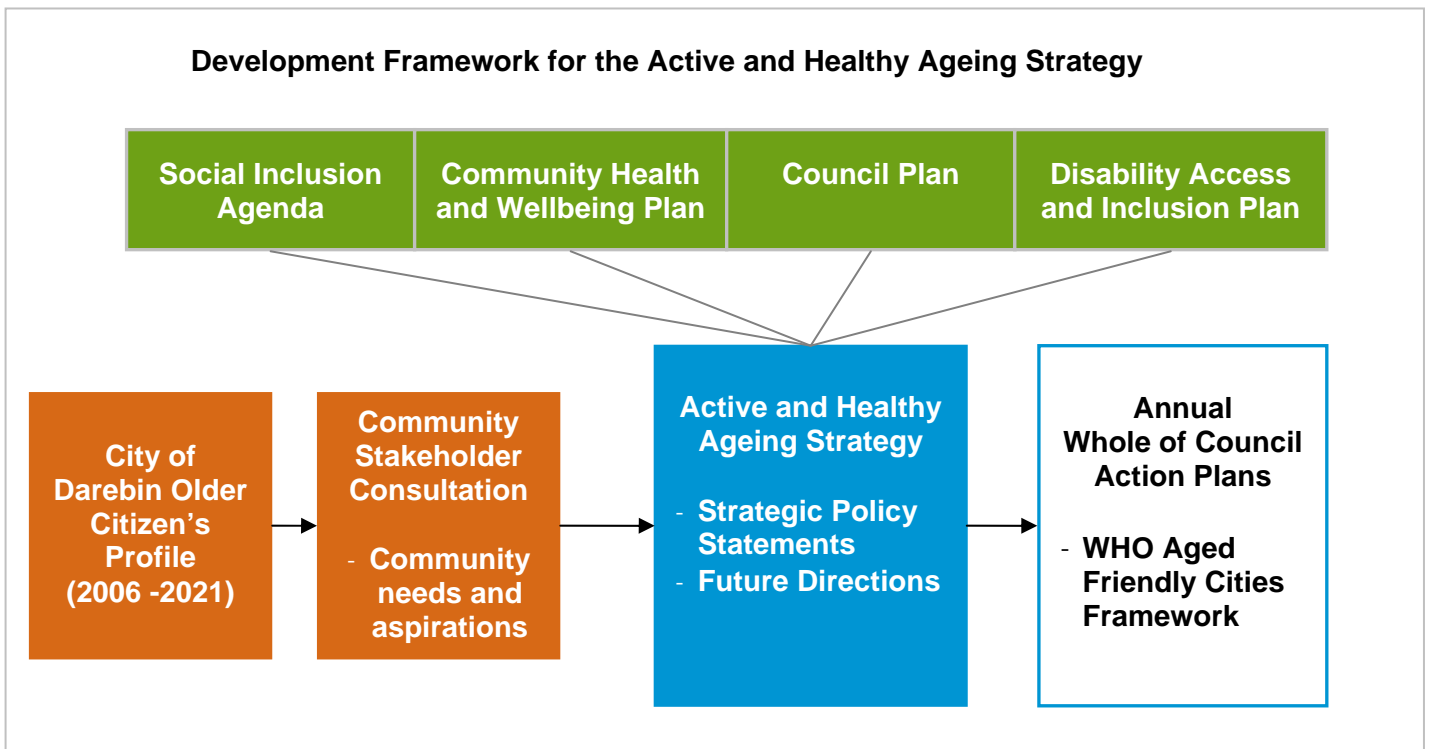 Development Framework for the Active and Healthy Ageing Strategy
Social Inclusion
Agenda
Community Health
and Wellbeing Plan
Council Plan
Disability Access
and Inclusion Plan
City of
Darebin Older
Citizen’s
Profile
(2006 -2021)
Community
Stakeholder
Consultation
- Community
needs and
aspirations
Active and Healthy
Ageing Strategy
- Strategic Policy
Statements
- Future Directions
Annual
Whole of Council
Action Plans
- WHO Aged
Friendly Cities
Framework